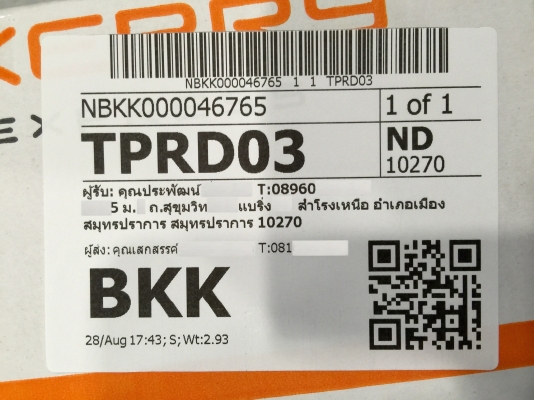 KERRY
EX
NBKK000046765 1 1 TPRD03
NBKK000046765 1 of 1
TPRD03 ND
10270
ผู้รับ: คุณประพัฒน์ T:08960
5 ม. ถ.สุขุมวิท แบริ่ง สำโรงเหนือ อำเภอเมือง
สมุทรปราการ สมุทรปราการ 10270
ผู้ส่ง: คุณเสกสรรค์ T:081
BKK
28/Aug 17:43; S; Wt:2.93